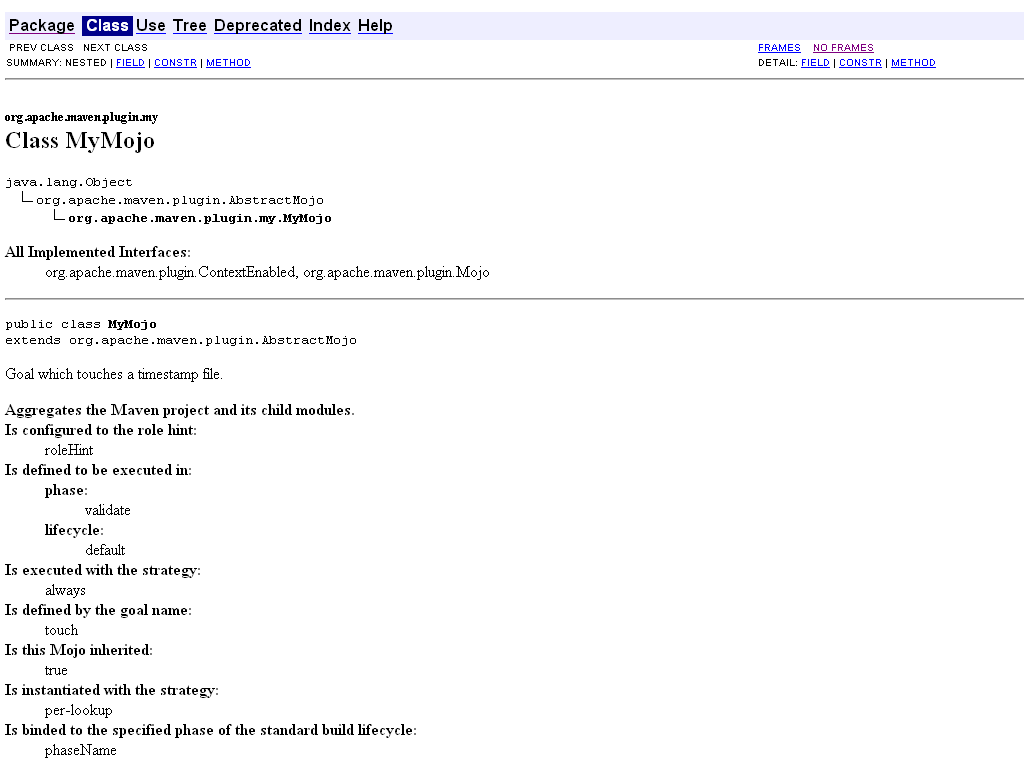 Package Class Use Tree Deprecated Index Help
PREV CLASS NEXT CLASS FRAMES NO FRAMES
SUMMARY: NESTED | FIELD | CONSTR | METHOD DETAIL: FIELD | CONSTR | METHOD
org.apache.maven.plugin.my
Class MyMojo
java.lang.Object
org.apache.maven.plugin.AbstractMojo
org.apache.maven.plugin.my.MyMojo
All Implemented Interfaces:
org.apache.maven.plugin.ContextEnabled, org.apache.maven.plugin.Mojo
public class MyMojo
extends org.apache.maven.plugin.AbstractMojo
Goal which touches a timestamp file.
Aggregates the Maven project and its child modules.
Is configured to the role hint:
roleHint
Is defined to be executed in:
phase:
validate
lifecycle:
default
Is executed with the strategy:
always
Is defined by the goal name:
touch
Is this Mojo inherited:
true
Is instantiated with the strategy:
per-lookup
Is binded to the specified phase of the standard build lifecycle:
phaseName